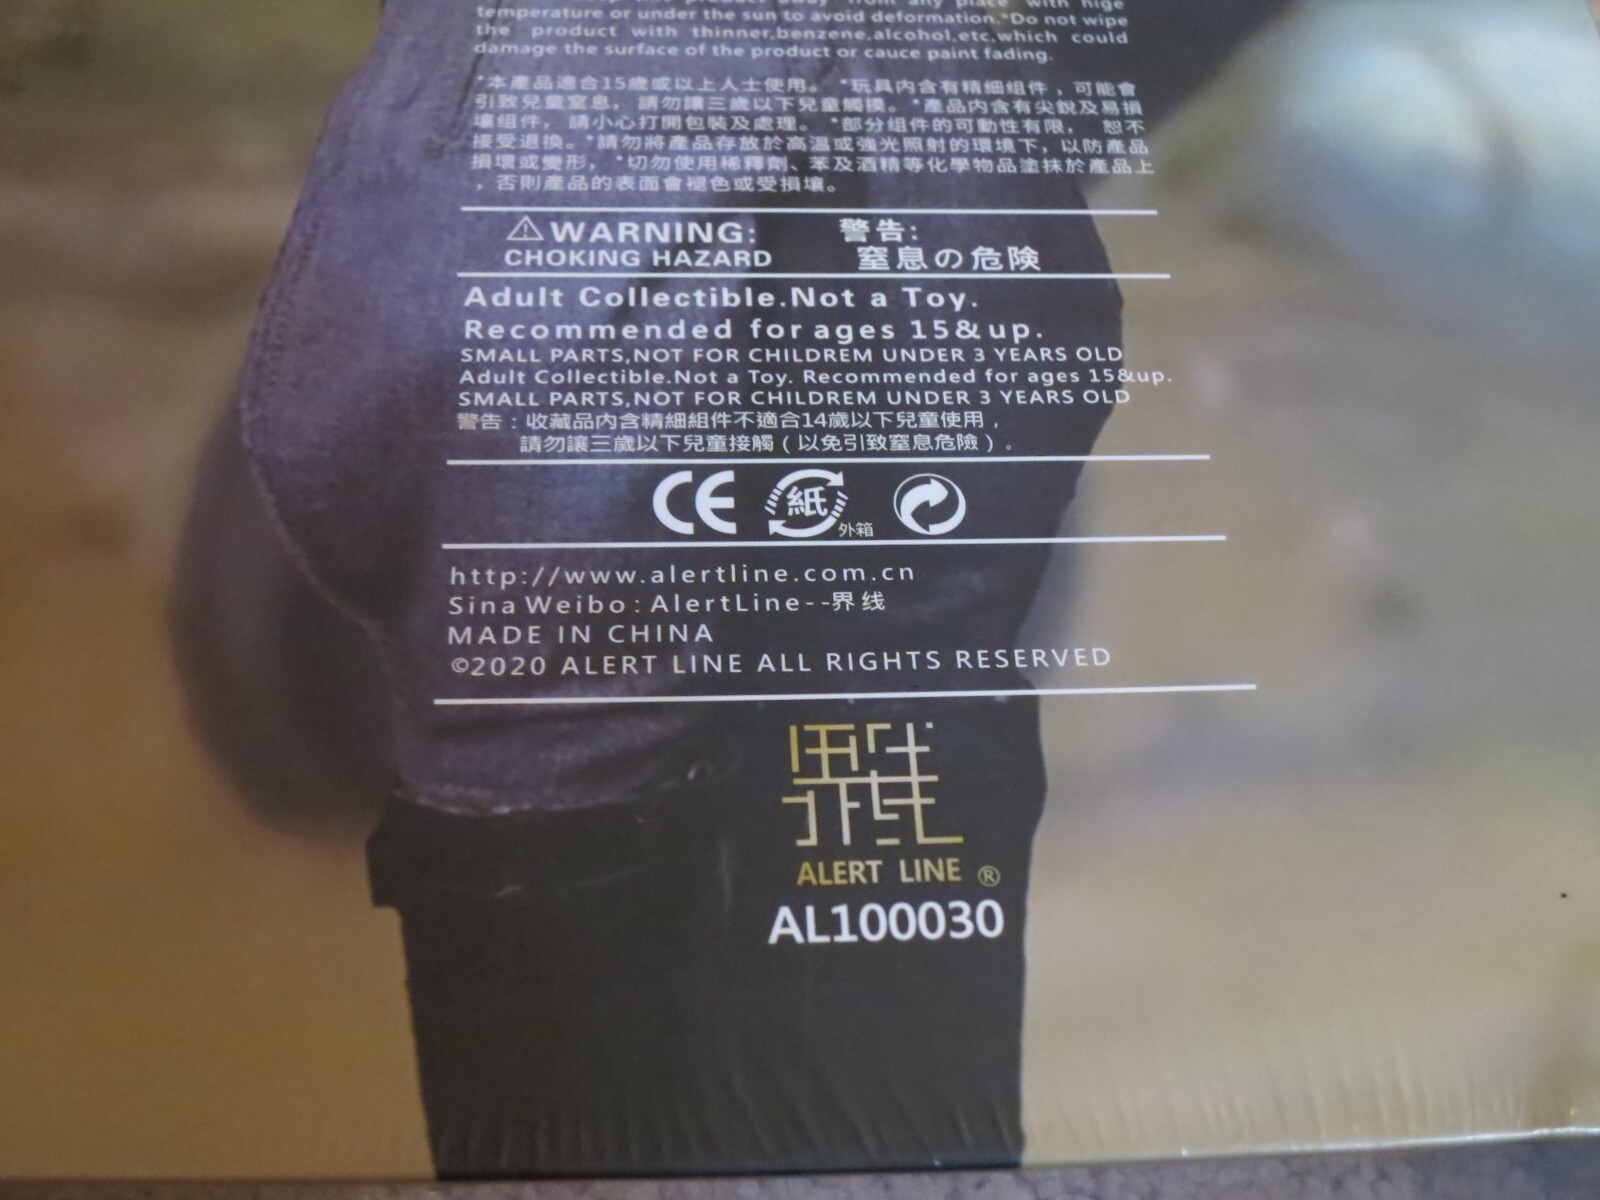 product away from any place with hige
temperature or under the sun to avoid deformation.*Do not wipe
the product with thinner,benzene,alcohol,etc,which could
damage the surface of the product or cauce paint fading.
*本產品適合15歲或以上人士使用。 *玩具內含有精細組件，可能會
引致兒童窒息， 請勿讓三歲以下兒童觸摸。*產品內含有尖銳及易損
壞組件， 請小心打開包裝及處理。 *部分組件的可動性有限， 恕不
接受退換。*請勿將產品存放於高溫或強光照射的環境下，以防產品
損壞或變形， *切勿使用稀釋劑、苯及酒精等化學物品塗抹於產品上
，否則產品的表面會褪色或受損壞。
⚠WARNING: 警告:
CHOKING HAZARD 窒息の危険
Adult Collectible.Not a Toy.
Recommended for ages 15&up.
SMALL PARTS,NOT FOR CHILDREM UNDER 3 YEARS OLD
Adult Collectible.Not a Toy. Recommended for ages 15&up.
SMALL PARTS,NOT FOR CHILDREM UNDER 3 YEARS OLD
警告：收藏品内含精細組件不適合14歲以下兒童使用，
請勿讓三歲以下兒童接觸（以免引致窒息危險）。
CE 紙 外箱
http://www.alertline.com.cn
Sina Weibo:AlertLine--界线
MADE IN CHINA
©2020 ALERT LINE ALL RIGHTS RESERVED
界线
ALERT LINE ®
AL100030